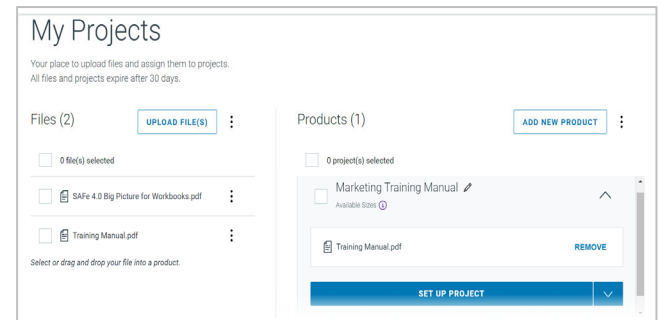 My Projects
Your place to upload files and assign them to projects.
All files and projects expire after 30 days.
Files (2)
UPLOAD FILE(S)
0 file(s) selected
SAFe 4.0 Big Picture for Workbooks.pdf
Training Manual.pdf
Select or drag and drop your file into a product.
Products (1)
ADD NEW PRODUCT
0 project(s) selected
Marketing Training Manual
Available Sizes
Training Manual.pdf
REMOVE
SET UP PROJECT